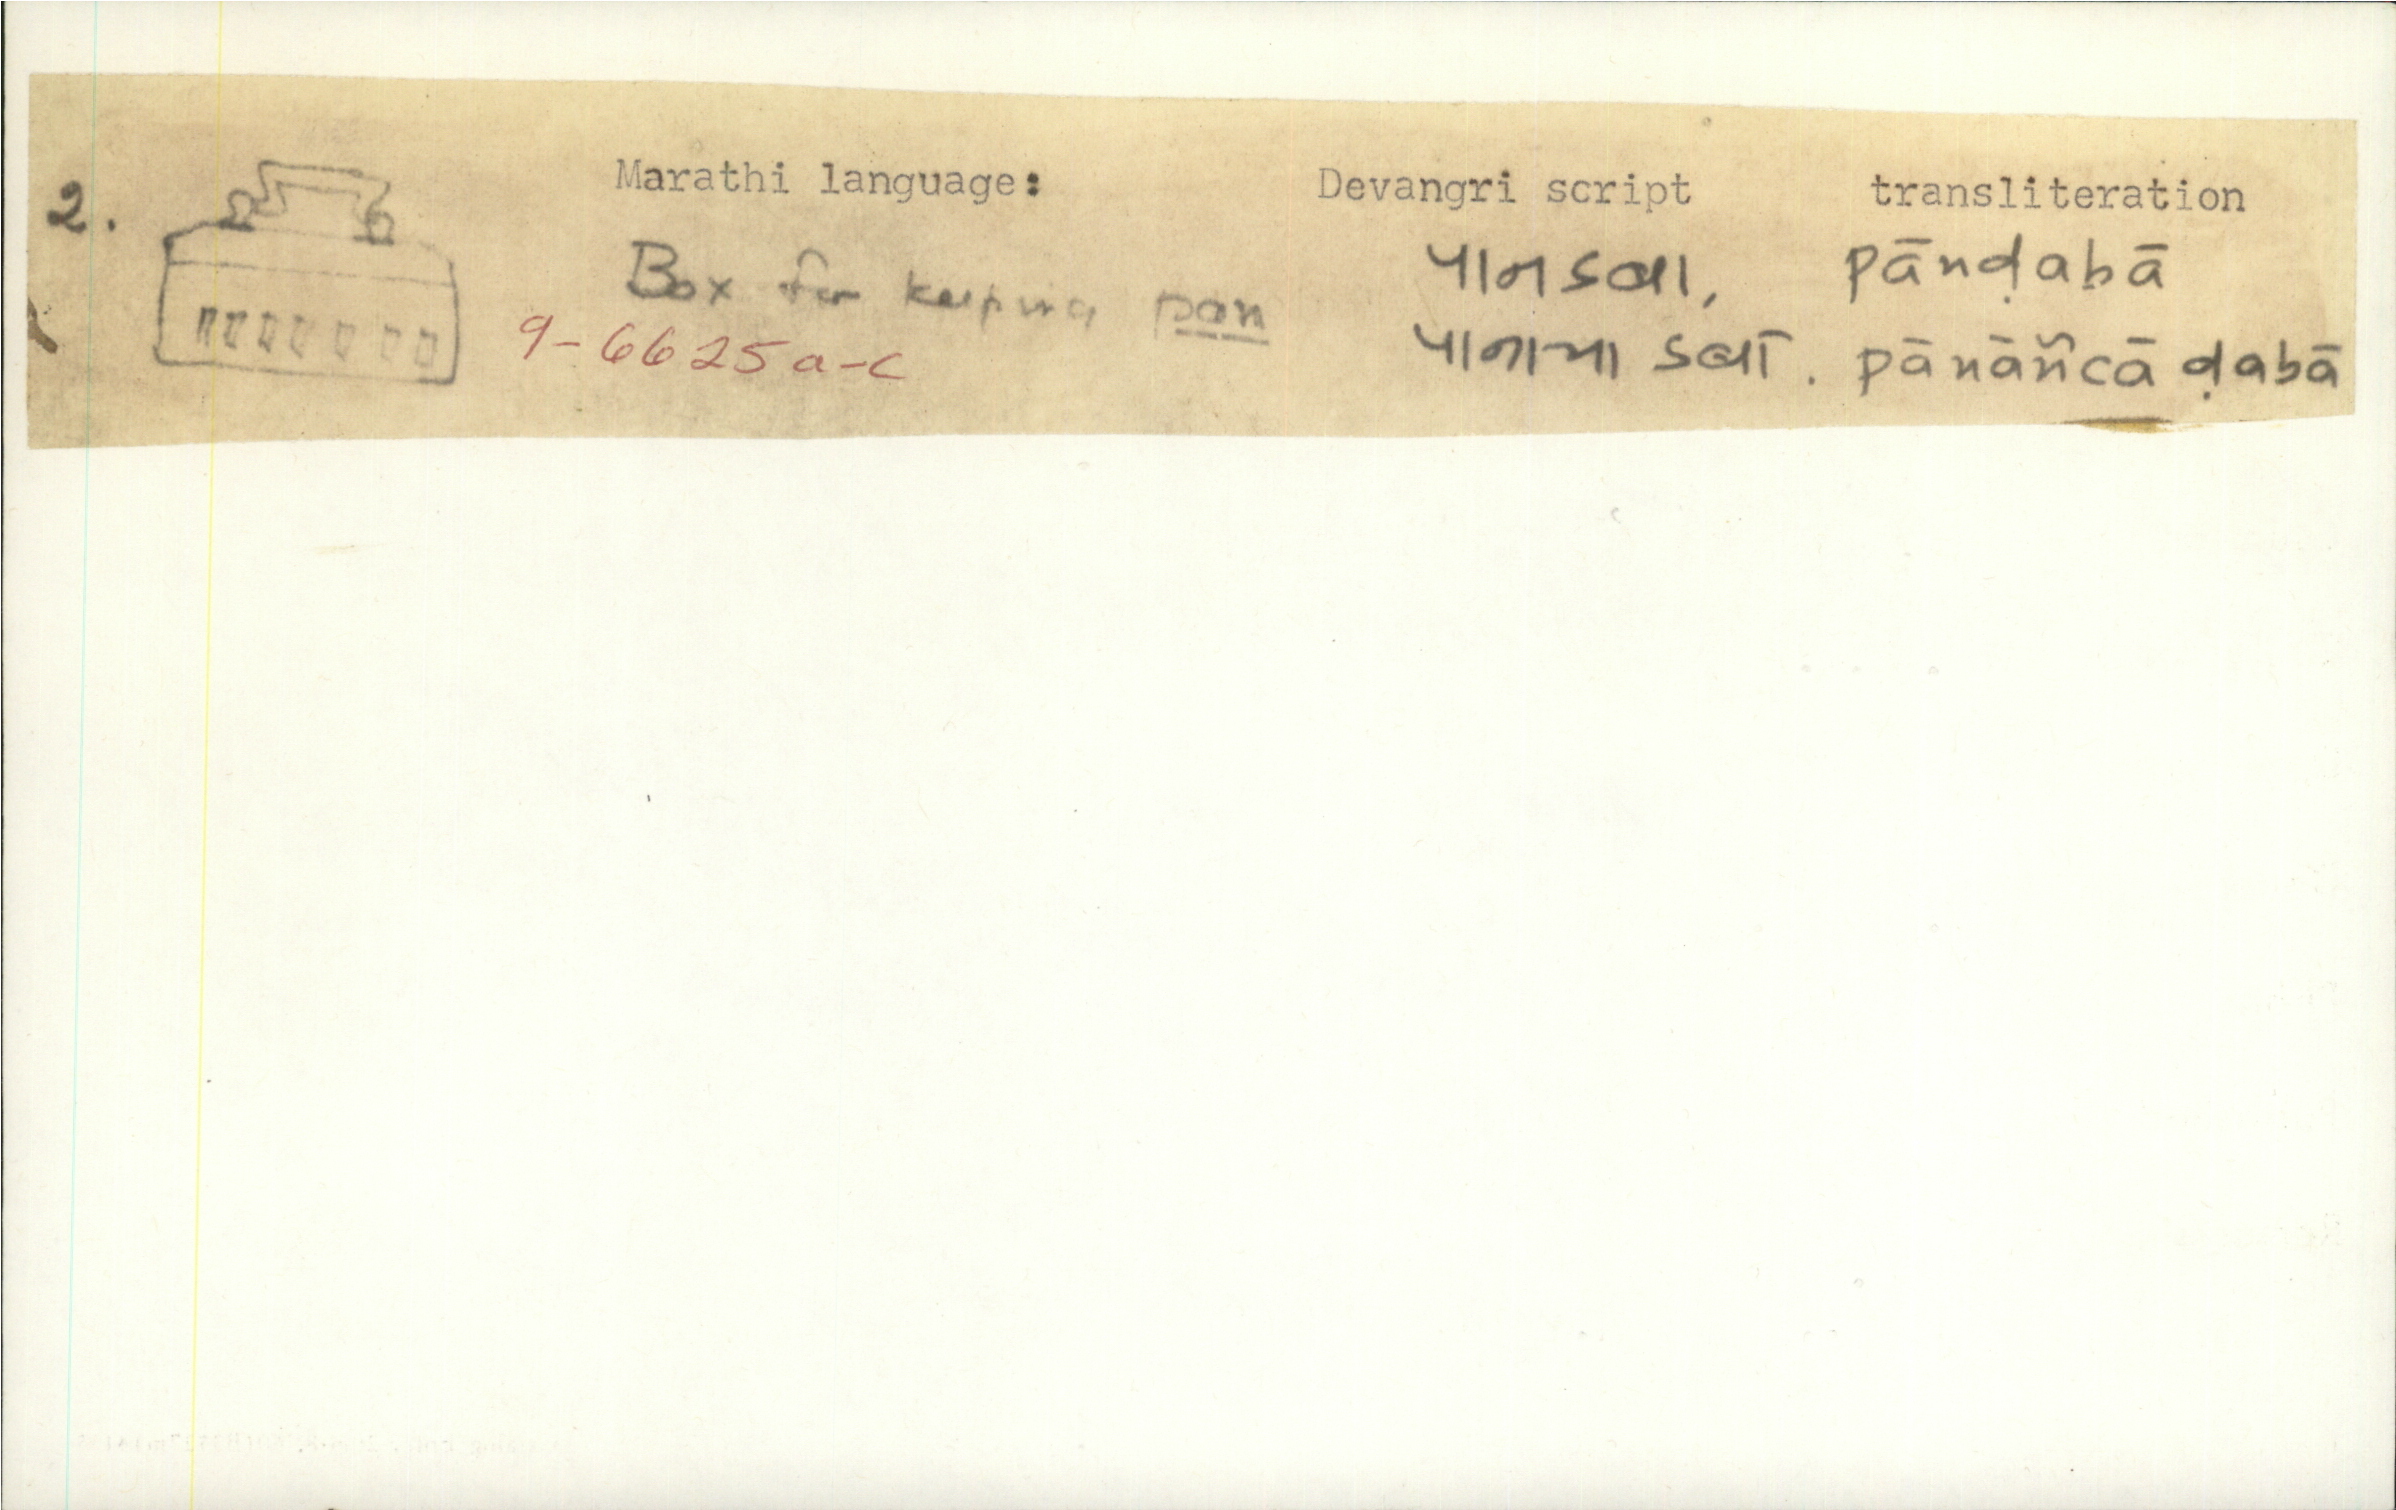 2. Marathi language: Devangri script transliteration
Box for keeping pan पानडबा, pānḍabā
9-6625a-c
पानाचा डबा. pānāñcā ḍabā